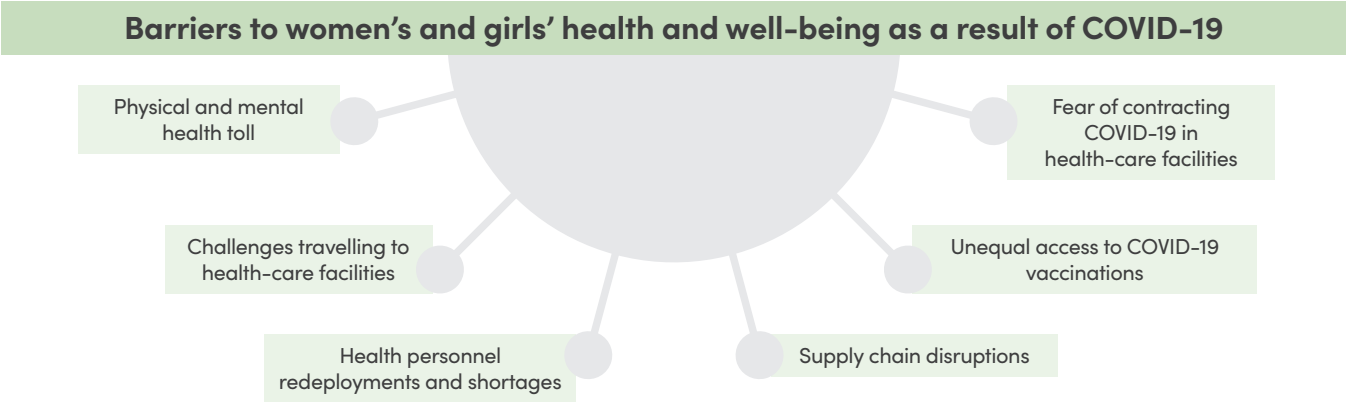 Barriers to women’s and girls’ health and well-being as a result of COVID-19
Physical and mental
health toll
Fear of contracting
COVID-19 in
health-care facilities
Challenges travelling to
health-care facilities
Unequal access to COVID-19
vaccinations
Health personnel
redeployments and shortages
Supply chain disruptions